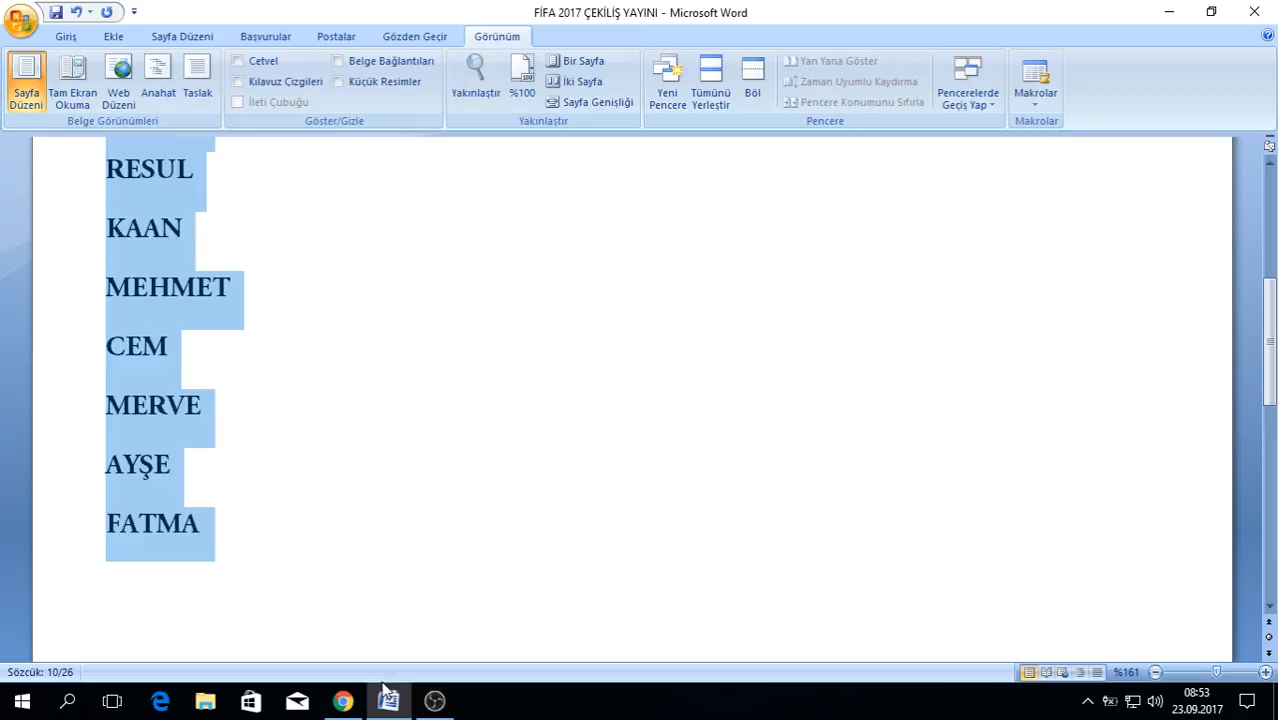 FİFA 2017 ÇEKİLİŞ YAYINI - Microsoft Word
Giriş Ekle Sayfa Düzeni Başvurular Postalar Gözden Geçir Görünüm
Sayfa Düzeni
Tam Ekran Okuma
Web Düzeni
Anahat
Taslak
Belge Görünümleri
Cetvel
Kılavuz Çizgileri
İleti Çubuğu
Belge Bağlantıları
Küçük Resimler
Göster/Gizle
Yakınlaştır
100
%100
Bir Sayfa
İki Sayfa
Sayfa Genişliği
Yakınlaştır
Yeni Pencere
Tümünü Yerleştir
Böl
Yan Yana Göster
Zaman Uyumlu Kaydırma
Pencere Konumunu Sıfırla
Pencerelerde Geçiş Yap
Pencere
Makrolar
Makrolar
RESUL
KAAN
MEHMET
CEM
MERVE
AYŞE
FATMA
Sözcük: 10/26
%161
08:53
23.09.2017